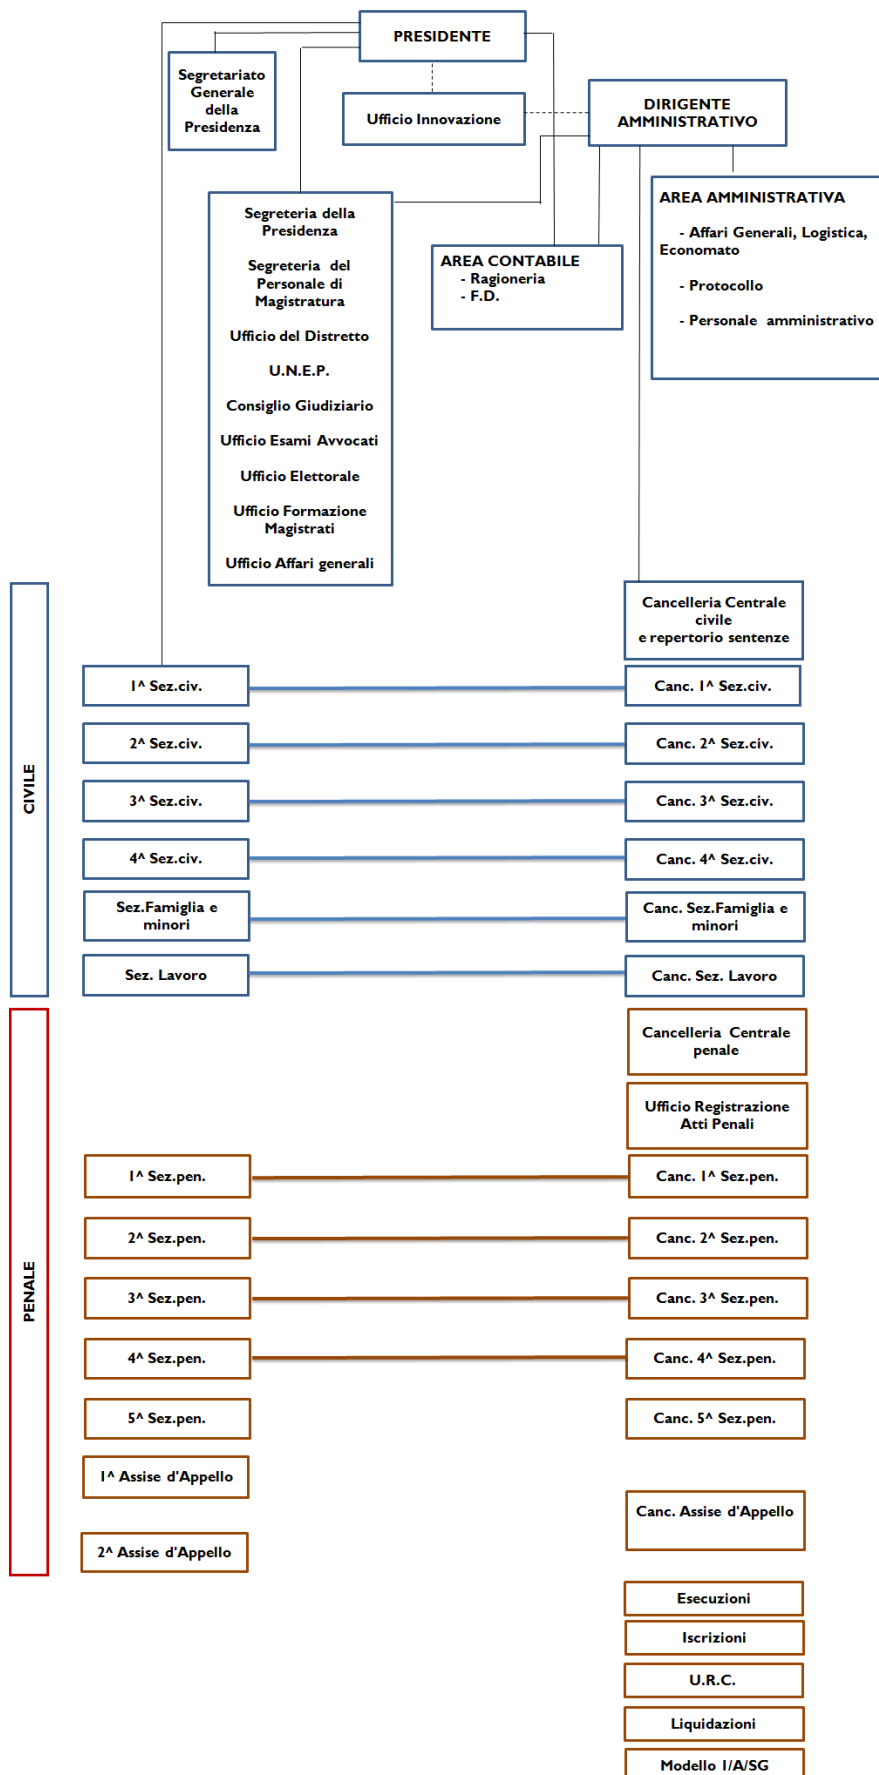 PRESIDENTE
Segretariato
Generale
della
Presidenza
Ufficio Innovazione
DIRIGENTE
AMMINISTRATIVO
Segreteria della
Presidenza
Segreteria del
Personale di
Magistratura
Ufficio del Distretto
U.N.E.P.
Consiglio Giudiziario
Ufficio Esami Avvocati
Ufficio Elettorale
Ufficio Formazione
Magistrati
Ufficio Affari generali
AREA CONTABILE
- Ragioneria
- F.D.
AREA AMMINISTRATIVA
- Affari Generali, Logistica,
Economato
- Protocollo
- Personale amministrativo
CIVILE
Cancelleria Centrale
civile
e repertorio sentenze
1^ Sez.civ.
Canc. 1^ Sez.civ.
2^ Sez.civ.
Canc. 2^ Sez.civ.
3^ Sez.civ.
Canc. 3^ Sez.civ.
4^ Sez.civ.
Canc. 4^ Sez.civ.
Sez.Famiglia e
minori
Canc. Sez.Famiglia e
minori
Sez. Lavoro
Canc. Sez. Lavoro
PENALE
Cancelleria Centrale
penale
Ufficio Registrazione
Atti Penali
1^ Sez.pen.
Canc. 1^ Sez.pen.
2^ Sez.pen.
Canc. 2^ Sez.pen.
3^ Sez.pen.
Canc. 3^ Sez.pen.
4^ Sez.pen.
Canc. 4^ Sez.pen.
5^ Sez.pen.
Canc. 5^ Sez.pen.
1^ Assise d'Appello
Canc. Assise d'Appello
2^ Assise d'Appello
Esecuzioni
Iscrizioni
U.R.C.
Liquidazioni
Modello 1/A/SG